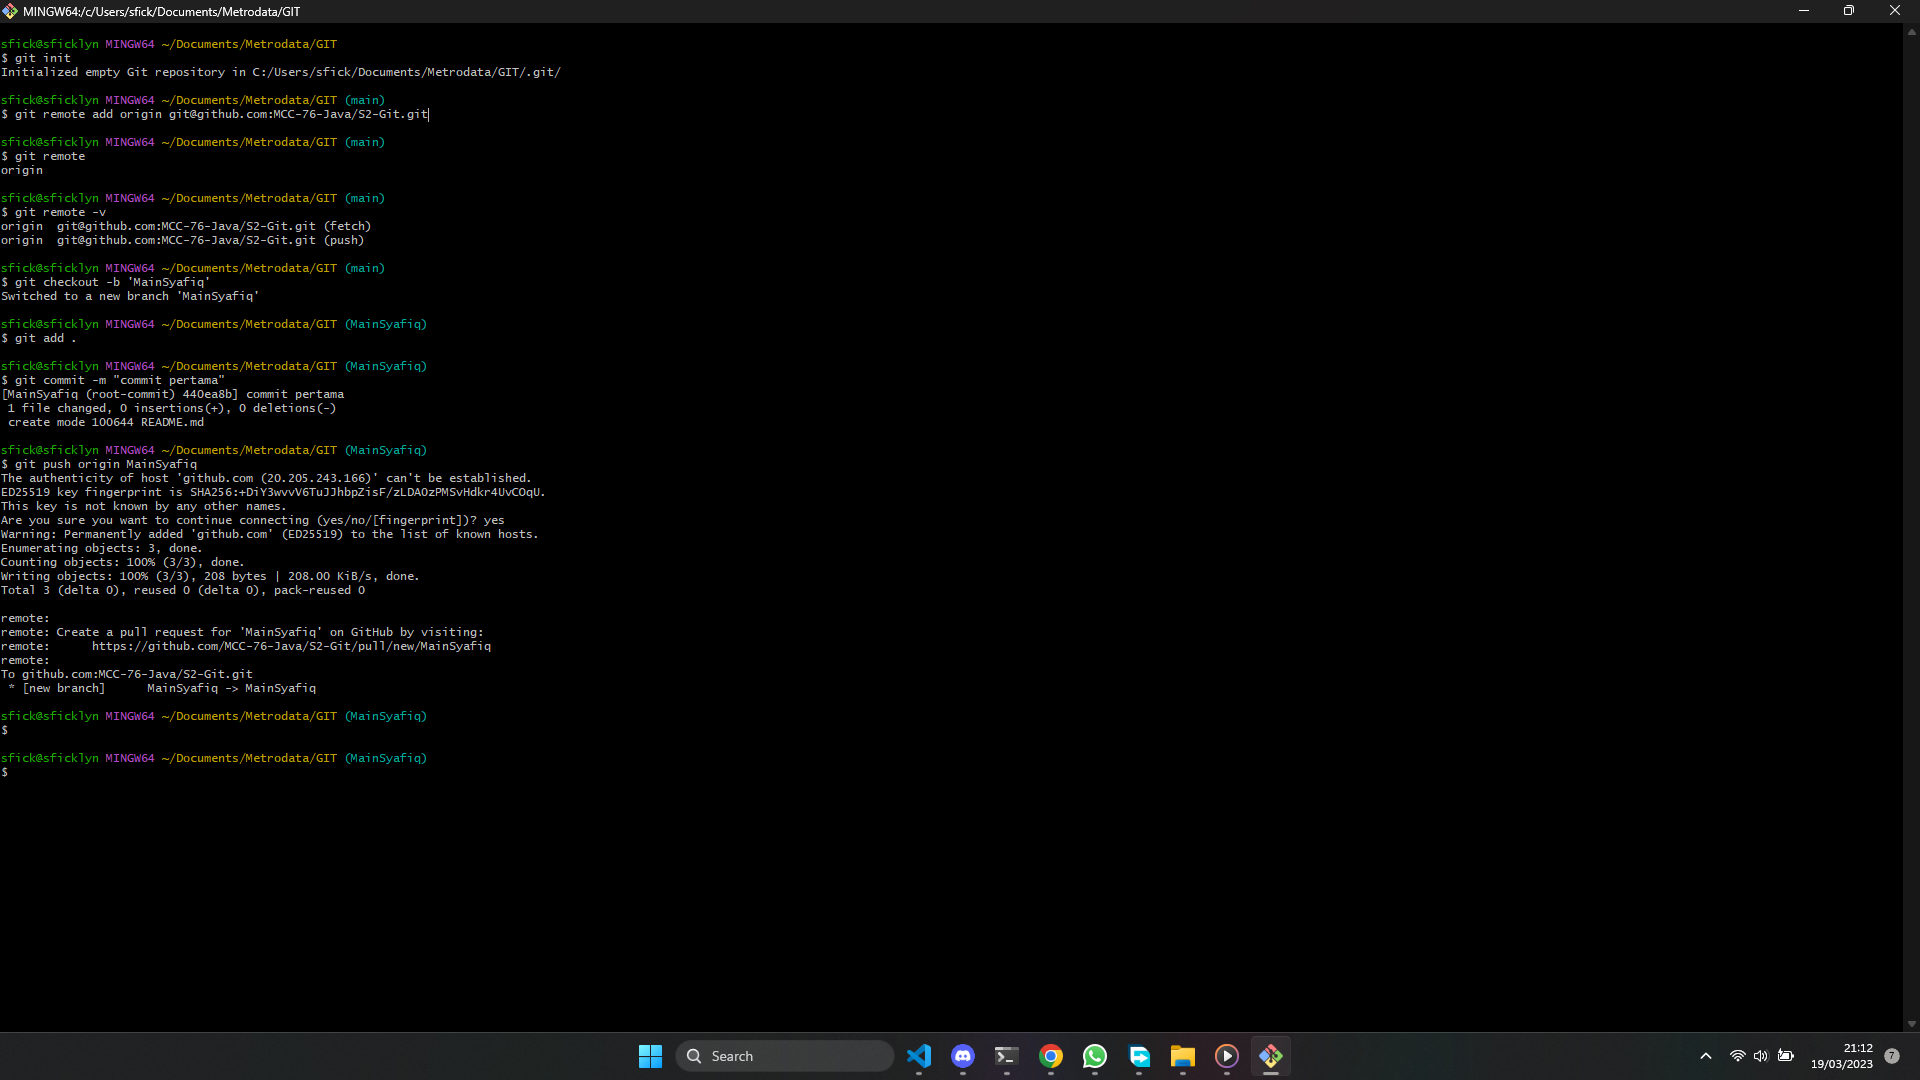 MINGW64:/c/Users/sfick/Documents/Metrodata/GIT
sfick@sficklyn MINGW64 ~/Documents/Metrodata/GIT
$ git init
Initialized empty Git repository in C:/Users/sfick/Documents/Metrodata/GIT/.git/
sfick@sficklyn MINGW64 ~/Documents/Metrodata/GIT (main)
$ git remote add origin git@github.com:MCC-76-Java/S2-Git.git
sfick@sficklyn MINGW64 ~/Documents/Metrodata/GIT (main)
$ git remote
origin
sfick@sficklyn MINGW64 ~/Documents/Metrodata/GIT (main)
$ git remote -v
origin  git@github.com:MCC-76-Java/S2-Git.git (fetch)
origin  git@github.com:MCC-76-Java/S2-Git.git (push)
sfick@sficklyn MINGW64 ~/Documents/Metrodata/GIT (main)
$ git checkout -b 'MainSyafiq'
Switched to a new branch 'MainSyafiq'
sfick@sficklyn MINGW64 ~/Documents/Metrodata/GIT (MainSyafiq)
$ git add .
sfick@sficklyn MINGW64 ~/Documents/Metrodata/GIT (MainSyafiq)
$ git commit -m "commit pertama"
[MainSyafiq (root-commit) 440ea8b] commit pertama
1 file changed, 0 insertions(+), 0 deletions(-)
create mode 100644 README.md
sfick@sficklyn MINGW64 ~/Documents/Metrodata/GIT (MainSyafiq)
$ git push origin MainSyafiq
The authenticity of host 'github.com (20.205.243.166)' can't be established.
ED25519 key fingerprint is SHA256:+DiY3wvvV6TuJJhbpZisF/zLDA0zPMSvHdkr4UvCOqU.
This key is not known by any other names.
Are you sure you want to continue connecting (yes/no/[fingerprint])? yes
Warning: Permanently added 'github.com' (ED25519) to the list of known hosts.
Enumerating objects: 3, done.
Counting objects: 100% (3/3), done.
Writing objects: 100% (3/3), 208 bytes | 208.00 KiB/s, done.
Total 3 (delta 0), reused 0 (delta 0), pack-reused 0
remote:
remote: Create a pull request for 'MainSyafiq' on GitHub by visiting:
remote:      https://github.com/MCC-76-Java/S2-Git/pull/new/MainSyafiq
remote:
To github.com:MCC-76-Java/S2-Git.git
* [new branch]      MainSyafiq -> MainSyafiq
sfick@sficklyn MINGW64 ~/Documents/Metrodata/GIT (MainSyafiq)
$
sfick@sficklyn MINGW64 ~/Documents/Metrodata/GIT (MainSyafiq)
$
Search
21:12
19/03/2023
7